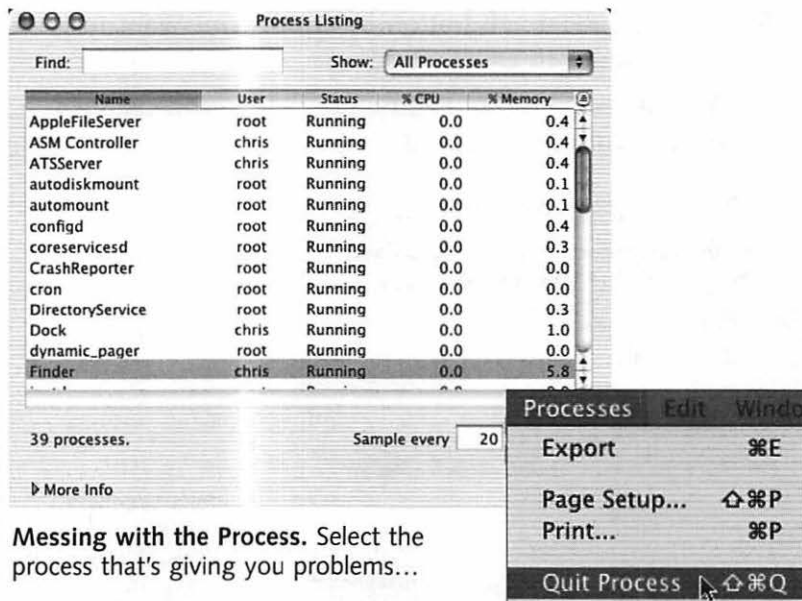 Process Listing
Find: Show: All Processes
Name User Status % CPU % Memory
AppleFileServer root Running 0.0 0.4
ASM Controller chris Running 0.0 0.4
ATSServer chris Running 0.0 0.4
autodiskmount root Running 0.0 0.1
automount root Running 0.0 0.1
configd root Running 0.0 0.4
coreservicesd root Running 0.0 0.3
CrashReporter root Running 0.0 0.0
cron root Running 0.0 0.0
DirectoryService root Running 0.0 0.3
Dock chris Running 0.0 1.0
dynamic_pager root Running 0.0 0.0
Finder chris Running 0.0 5.8
39 processes. Sample every 20
More Info
Processes Edit Windo
Export ⌘E
Page Setup... ⇧⌘P
Print... ⌘P
Quit Process ⇧⌘Q
Messing with the Process. Select the
process that's giving you problems...